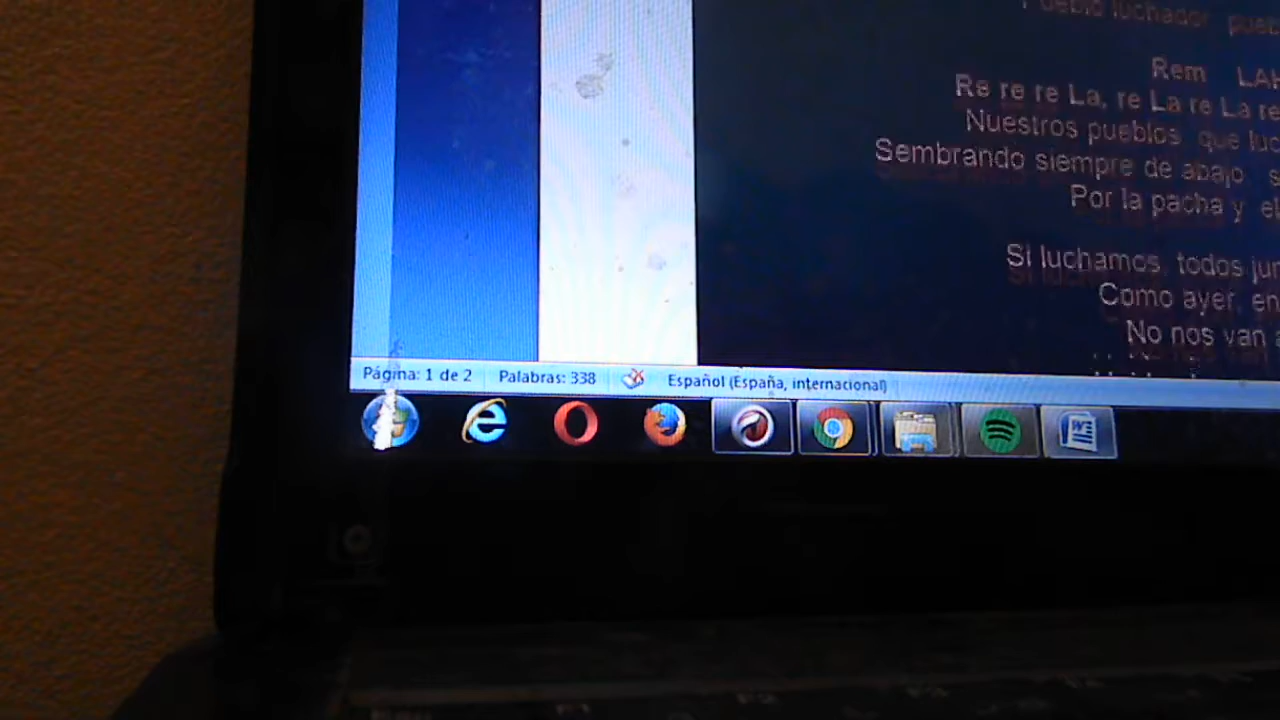 Pueblo luchador pueb
Rem LAH
Re re re La, re La re La re
Nuestros pueblos que luc
Sembrando siempre de abajo s
Por la pacha y el
Si luchamos, todos jun
Como ayer, en
No nos van a
Página: 1 de 2 Palabras: 338 Español (España, internacional)